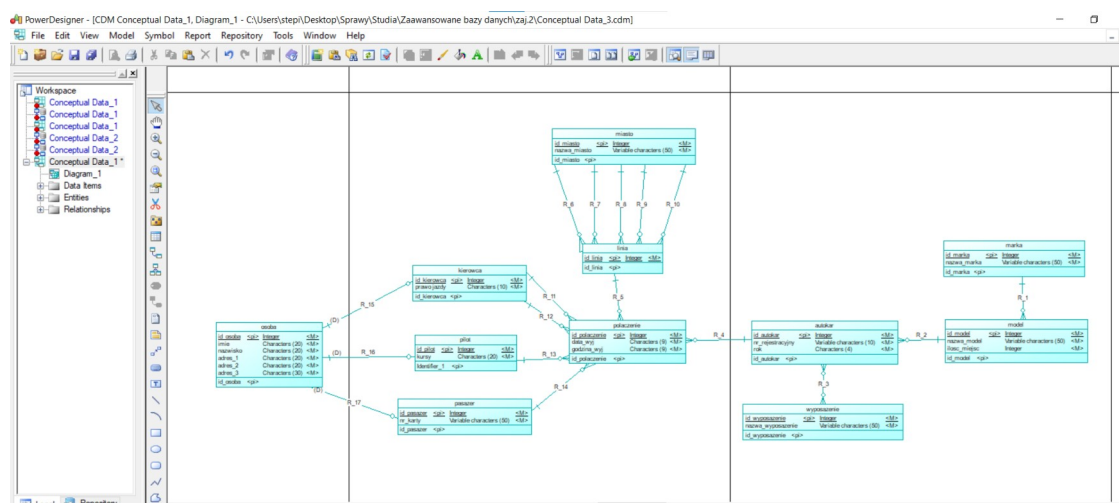 PowerDesigner - [CDM Conceptual Data_1, Diagram_1 - C:\Users\stepi\Desktop\Sprawy\Studia\Zaawansowane bazy danych\zaj.2\Conceptual Data_3.cdm]
File Edit View Model Symbol Report Repository Tools Window Help
Workspace
Conceptual Data_1
Conceptual Data_1
Conceptual Data_1
Conceptual Data_2
Conceptual Data_2
Conceptual Data_1 *
Diagram_1
Data Items
Entities
Relationships
Repository
miasto
id_miasto <pi> Integer <M>
nazwa_miasto Variable characters (50) <M>
id_miasto <pi>
R_6 R_7 R_8 R_9 R_10
linia
id_linia <pi> Integer <M>
id_linia <pi>
R_5
marka
id_marka <pi> Integer <M>
nazwa_marka Variable characters (50) <M>
id_marka <pi>
R_1
kierowca
id_kierowca <pi> Integer <M>
prawo jazdy Characters (10) <M>
id_kierowca <pi>
R_11
R_12
R_15
(D)
osoba
id_osoba <pi> Integer <M>
imie Characters (20) <M>
nazwisko Characters (20) <M>
adres_1 Characters (20) <M>
adres_2 Characters (20) <M>
adres_3 Characters (30) <M>
id_osoba <pi>
(D) R_16
(D)
R_17
pilot
id_pilot <pi> Integer <M>
kursy Characters (20) <M>
Identifier_1 <pi>
R_13
R_14
pasazer
id_pasazer <pi> Integer <M>
nr_karty Variable characters (50) <M>
id_pasazer <pi>
polaczenie
id_polaczenie <pi> Integer <M>
data_wyj Characters (9) <M>
godzina_wyj Characters (9) <M>
id_polaczenie <pi>
R_4
autokar
id_autokar <pi> Integer <M>
nr_rejestracyjny Variable characters (10) <M>
rok Characters (4) <M>
id_autokar <pi>
R_2
model
id_model <pi> Integer <M>
nazwa_model Variable characters (50) <M>
ilosc_miejsc Integer <M>
id_model <pi>
R_3
wyposazenie
id_wyposazenie <pi> Integer <M>
nazwa_wyposazenie Variable characters (50) <M>
id_wyposazenie <pi>